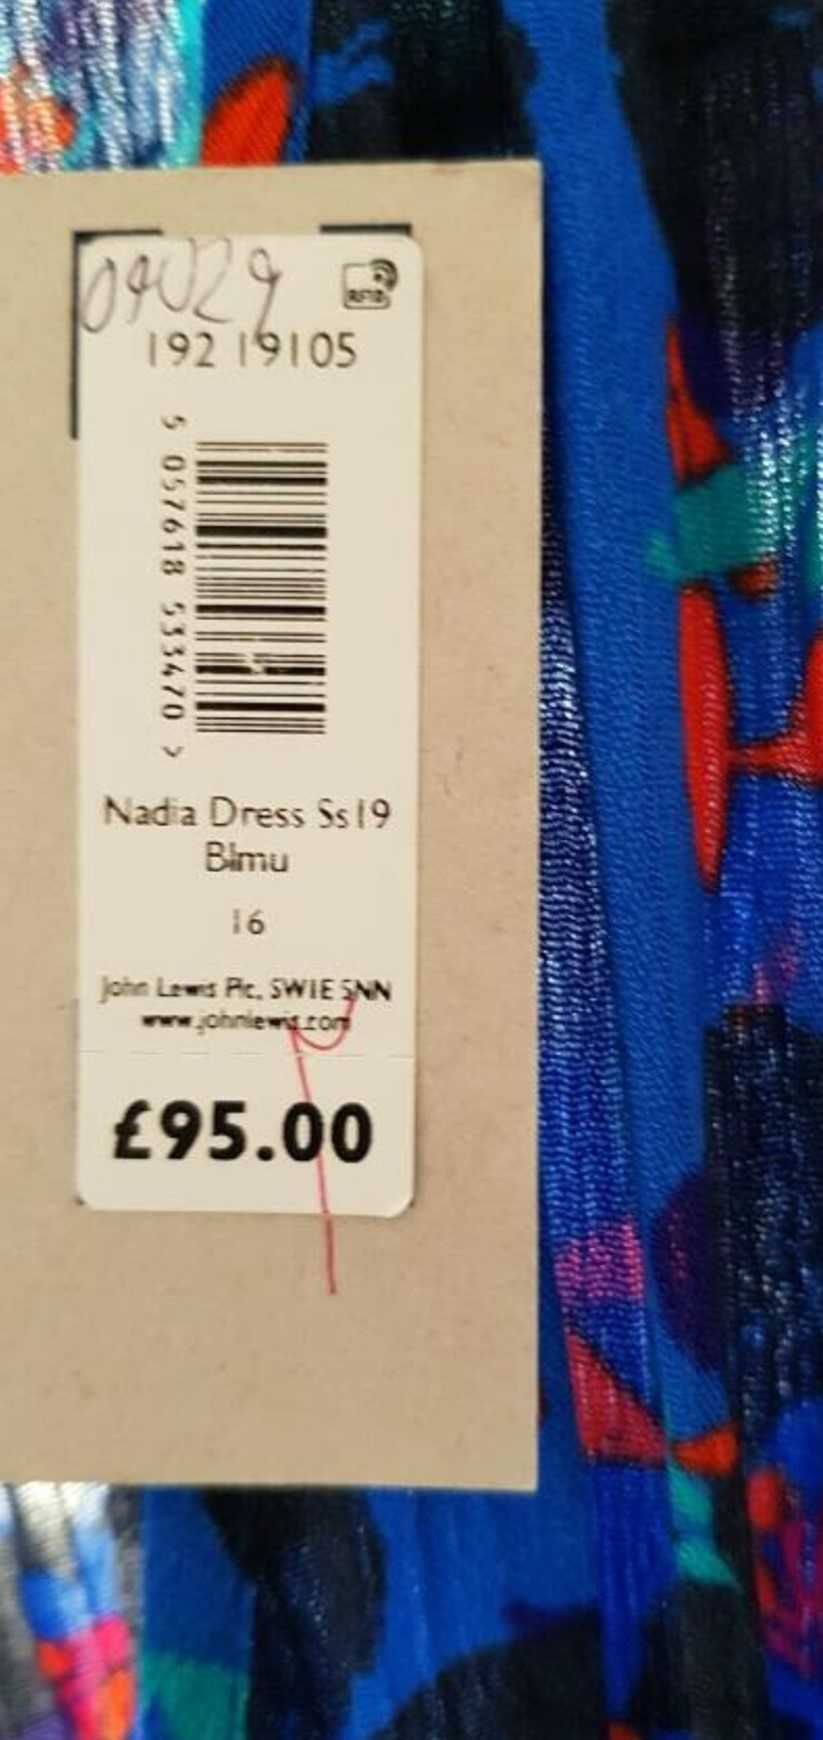 04029
RFID
192 19105
5 057618 533470 >
Nadia Dress Ss19
Blmu
16
John Lewis Plc, SW1E 5NN
www.johnlewis.com
£95.00